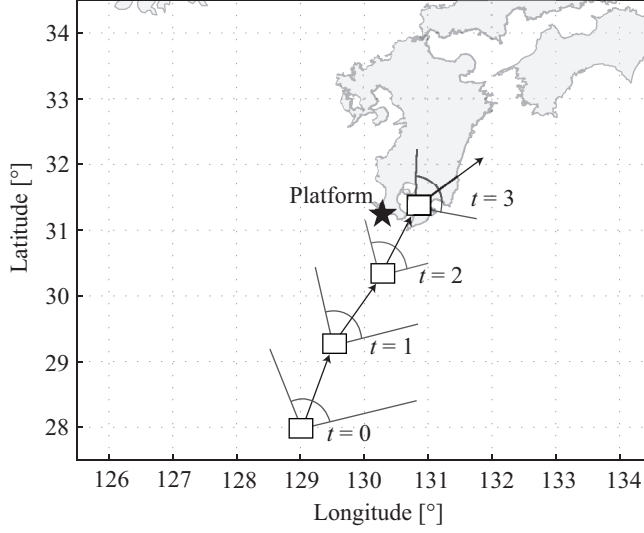 34
33
32
31
30
29
28
Latitude [°]
Platform
t = 3
t = 2
t = 1
t = 0
126 127 128 129 130 131 132 133 134
Longitude [°]